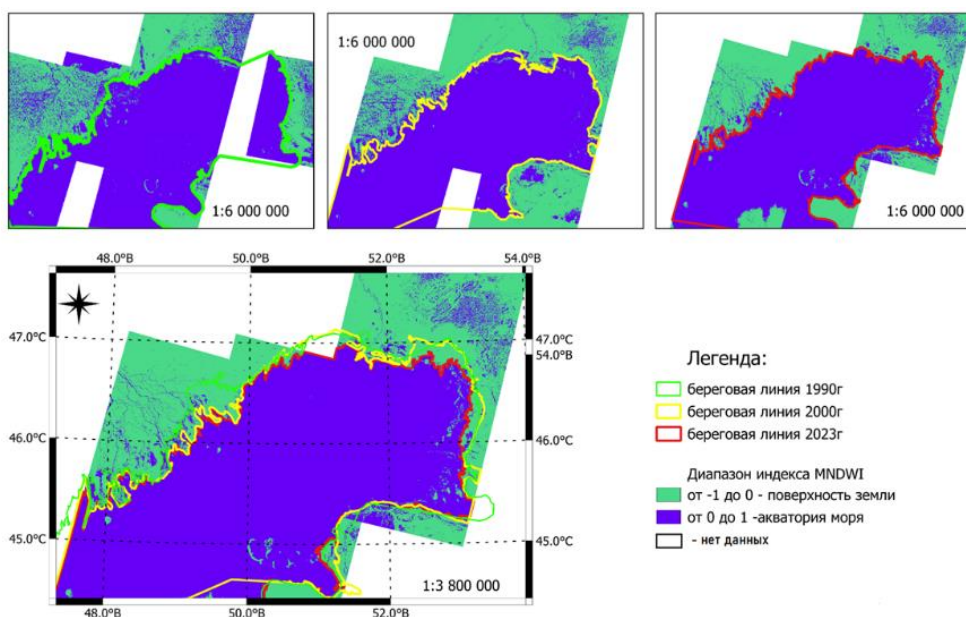 1:6 000 000
1:6 000 000
1:6 000 000
48.0°В
50.0°В
52.0°В
54.0°В
47.0°С
47.0°С
54.0°В
46.0°С
46.0°С
45.0°С
45.0°С
1:3 800 000
48.0°В
50.0°В
52.0°В
Легенда:
береговая линия 1990г
береговая линия 2000г
береговая линия 2023г
Диапазон индекса MNDWI
от -1 до 0 - поверхность земли
от 0 до 1 -акватория моря
- нет данных